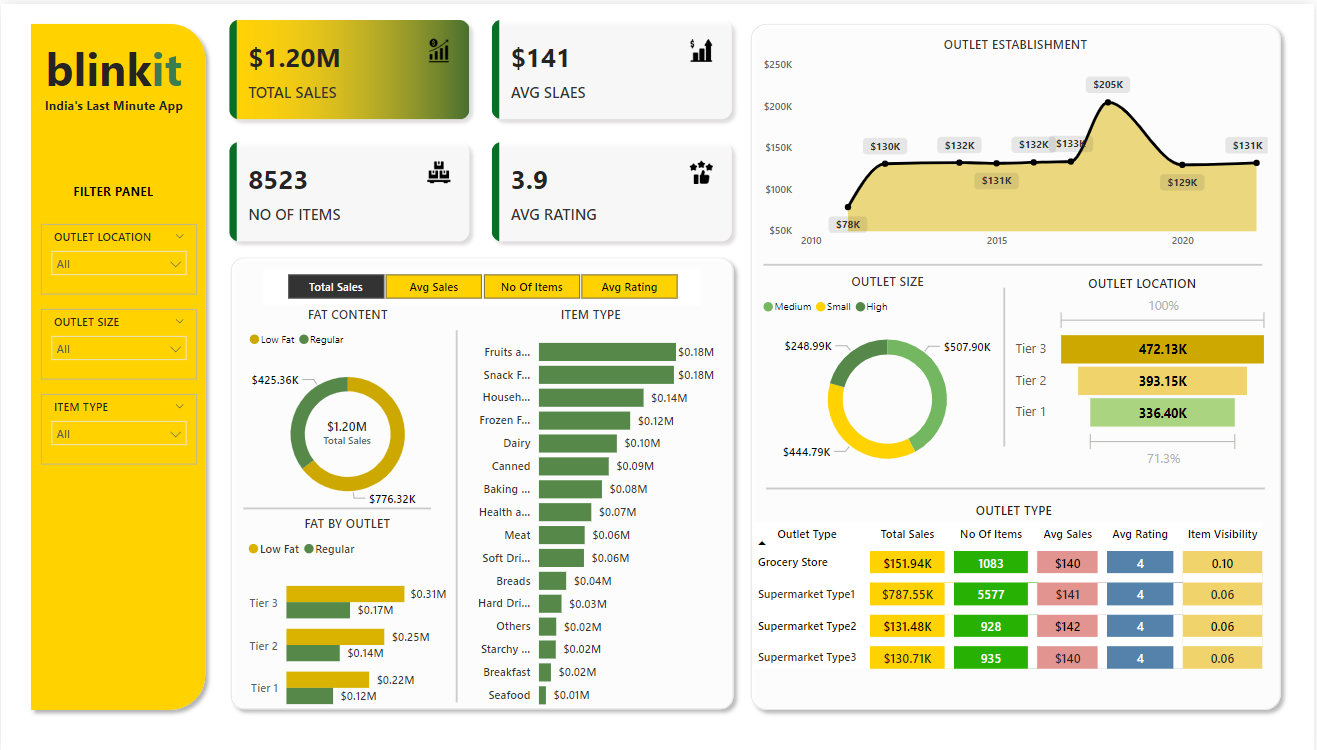 blinkit
India's Last Minute App
FILTER PANEL
OUTLET LOCATION
All
OUTLET SIZE
All
ITEM TYPE
All
$1.20M
TOTAL SALES
$141
AVG SLAES
8523
NO OF ITEMS
3.9
AVG RATING
Total Sales Avg Sales No Of Items Avg Rating
FAT CONTENT
Low Fat Regular
$425.36K
$1.20M
Total Sales
$776.32K
FAT BY OUTLET
Low Fat Regular
Tier 3 $0.31M
$0.17M
Tier 2 $0.25M
$0.14M
Tier 1 $0.22M
$0.12M
ITEM TYPE
Fruits a... $0.18M
Snack F... $0.18M
Househ... $0.14M
Frozen F... $0.12M
Dairy $0.10M
Canned $0.09M
Baking ... $0.08M
Health a... $0.07M
Meat $0.06M
Soft Dri... $0.06M
Breads $0.04M
Hard Dri... $0.03M
Others $0.02M
Starchy ... $0.02M
Breakfast $0.02M
Seafood $0.01M
OUTLET ESTABLISHMENT
$250K
$200K
$150K
$100K
$50K
$78K
$130K
$132K
$131K
$132K
$133K
$205K
$129K
$131K
2010 2015 2020
OUTLET SIZE
Medium Small High
$248.99K
$507.90K
$444.79K
OUTLET LOCATION
100%
Tier 3 472.13K
Tier 2 393.15K
Tier 1 336.40K
71.3%
OUTLET TYPE
Outlet Type Total Sales No Of Items Avg Sales Avg Rating Item Visibility
Grocery Store $151.94K 1083 $140 4 0.10
Supermarket Type1 $787.55K 5577 $141 4 0.06
Supermarket Type2 $131.48K 928 $142 4 0.06
Supermarket Type3 $130.71K 935 $140 4 0.06